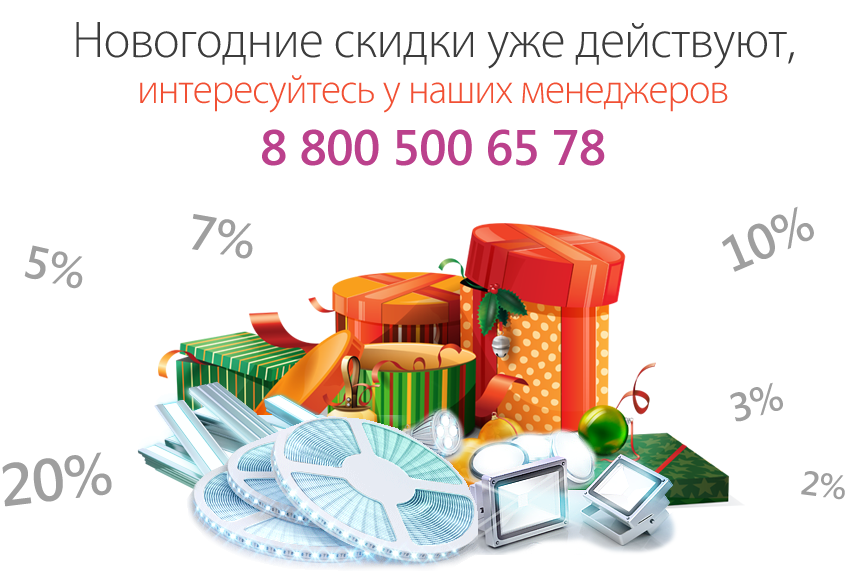 Новогодние скидки уже действуют,
интересуйтесь у наших менеджеров
8 800 500 65 78
5%
7%
10%
3%
20%
2%